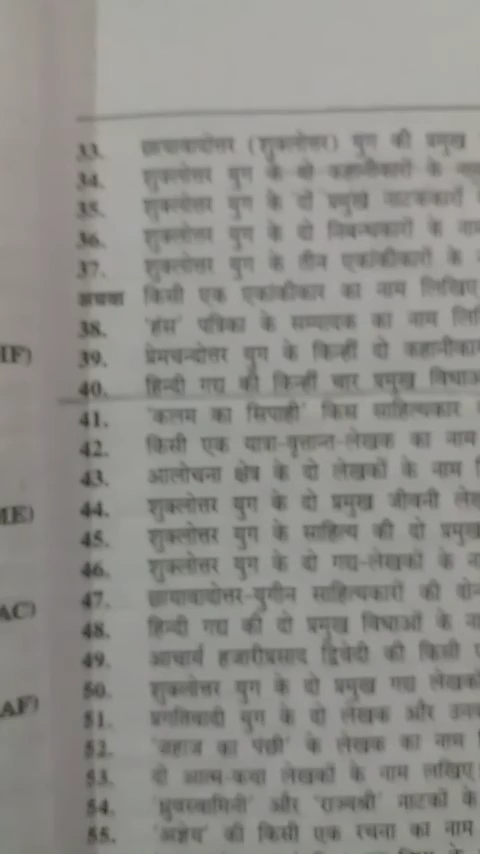 33. छायावादोत्तर (शुक्लोत्तर) युग की प्रमुख
34. शुक्लोत्तर युग के दो कहानीकारों के नाम
35. शुक्लोत्तर युग के दो प्रमुख नाटककारों
36. शुक्लोत्तर युग के दो निबन्धकारों के नाम
37. शुक्लोत्तर युग के तीन एकांकीकारों के
अथवा किसी एक एकांकीकार का नाम लिखिए
38. 'हंस' पत्रिका के सम्पादक का नाम
IF)
39. प्रेमचन्दोत्तर युग के किन्हीं दो कहानीका
40. हिन्दी गद्य की किन्हीं चार प्रमुख विधाओ
41. 'कलम का सिपाही' किस साहित्यकार
42. किसी एक यात्रा-वृत्तान्त-लेखक का नाम
43. आलोचना क्षेत्र के दो लेखकों के नाम
44. शुक्लोत्तर युग के दो प्रमुख जीवनी लेख
ME)
45. शुक्लोत्तर युग के साहित्य की दो प्रमुख
46. शुक्लोत्तर युग के दो गद्य-लेखकों के ना
47. छायावादोत्तर-युगीन साहित्यकारों की
AC)
48. हिन्दी गद्य की दो प्रमुख विधाओं के ना
49. आचार्य हजारीप्रसाद द्विवेदी की किसी
50. शुक्लोत्तर युग के दो प्रमुख गद्य लेखकों
AF)
51. प्रगतिवादी युग के दो लेखक और उनक
52. 'जहाज का पंछी' के लेखक का नाम
53. दो आत्म-कथा लेखकों के नाम लखिए
54. 'ध्रुवस्वामिनी' और 'राज्यश्री' नाटकों के
55. 'अज्ञेय' की किसी एक रचना का नाम